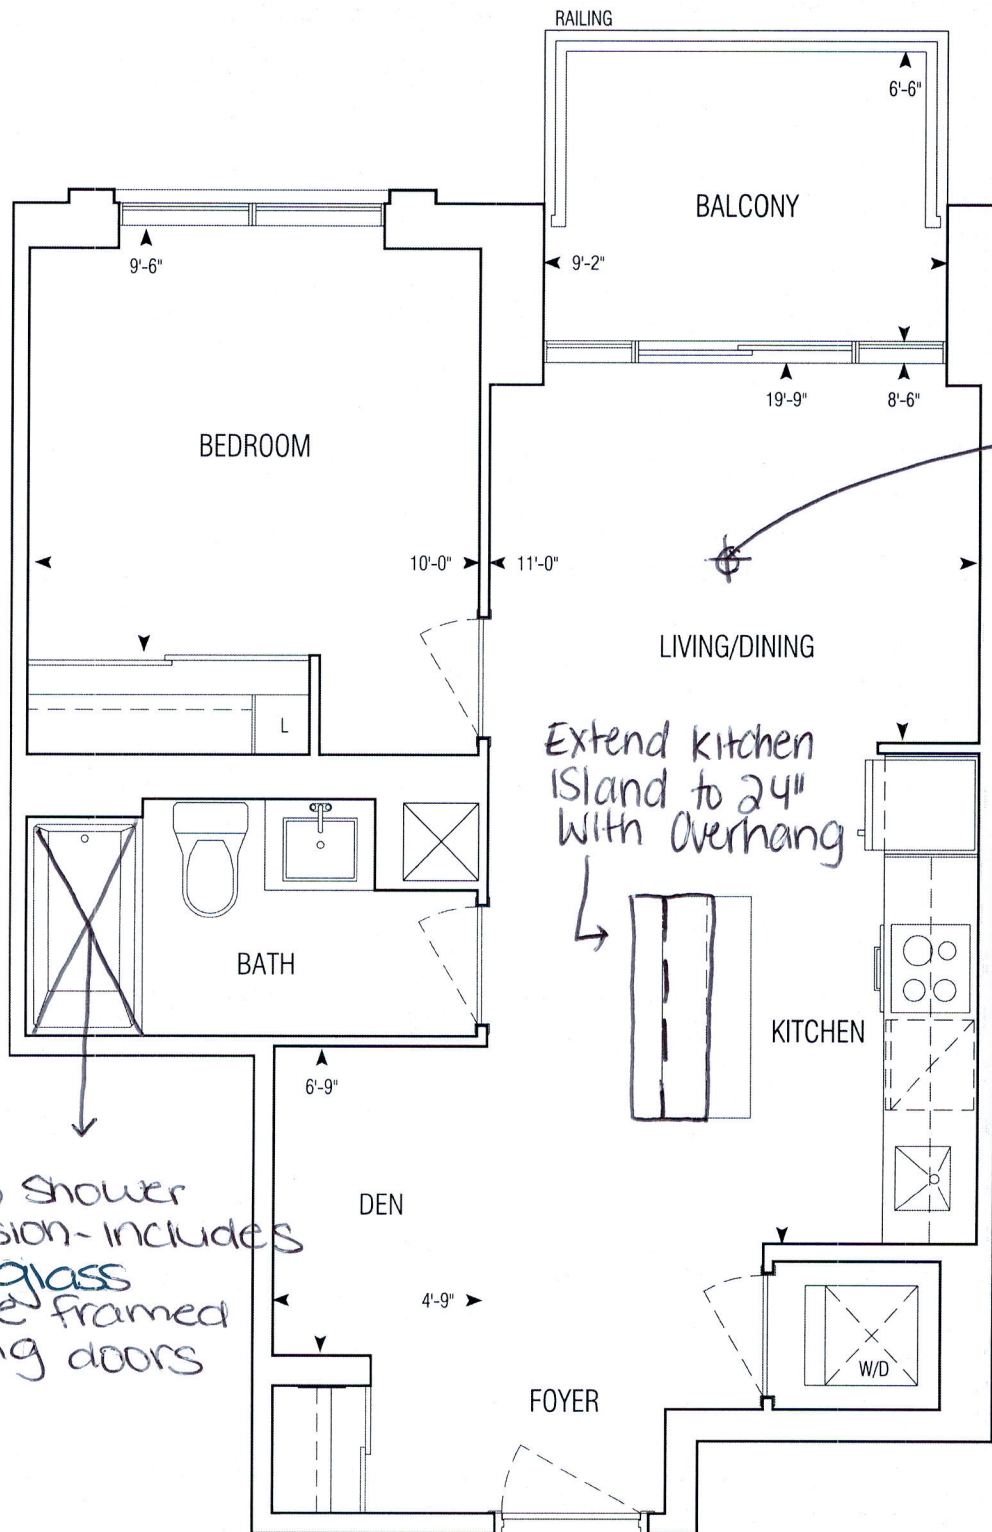 RAILING
6'-6"
BALCONY
9'-6"
9'-2"
19'-9"
8'-6"
BEDROOM
10'-0"
11'-0"
LIVING/DINING
L
Extend kitchen
island to 24"
With Overhang
BATH
KITCHEN
6'-9"
shower
-includes
DEN
glass
4'-9"
framed
doors
W/D
FOYER